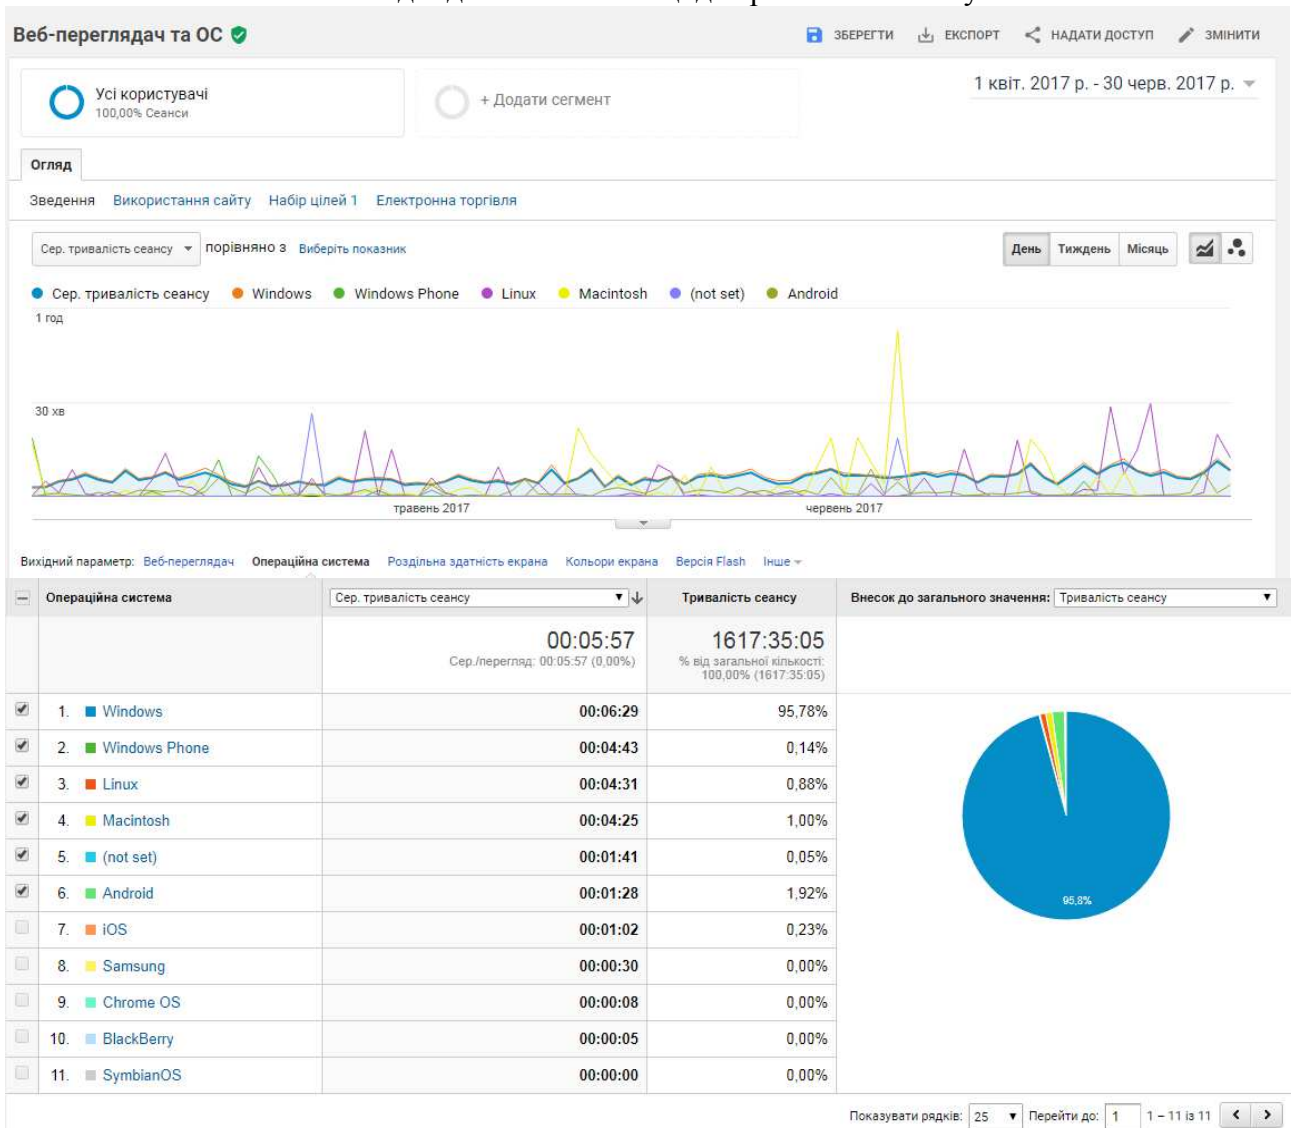 Веб-переглядач та ОС
ЗБЕРЕГТИ ЕКСПОРТ НАДАТИ ДОСТУП ЗМІНИТИ
Усі користувачі
100,00% Сеанси
+ Додати сегмент
1 квіт. 2017 р. - 30 черв. 2017 р.
Огляд
Зведення Використання сайту Набір цілей 1 Електронна торгівля
Сер. тривалість сеансу порівняно з Виберіть показник
День Тиждень Місяць
Сер. тривалість сеансу Windows Windows Phone Linux Macintosh (not set) Android
1 год
30 хв
травень 2017 червень 2017
Вихідний параметр: Веб-переглядач Операційна система Роздільна здатність екрана Кольори екрана Версія Flash Інше
Операційна система Сер. тривалість сеансу Тривалість сеансу Внесок до загального значення: Тривалість сеансу
00:05:57 1617:35:05
Сер./перегляд: 00:05:57 (0,00%) % від загальної кількості:
100,00% (1617:35:05)
1. Windows 00:06:29 95,78%
2. Windows Phone 00:04:43 0,14%
3. Linux 00:04:31 0,88%
4. Macintosh 00:04:25 1,00%
5. (not set) 00:01:41 0,05%
6. Android 00:01:28 1,92%
95,8%
7. iOS 00:01:02 0,23%
8. Samsung 00:00:30 0,00%
9. Chrome OS 00:00:08 0,00%
10. BlackBerry 00:00:05 0,00%
11. SymbianOS 00:00:00 0,00%
Показувати рядків: 25 Перейти до: 1 1 – 11 із 11